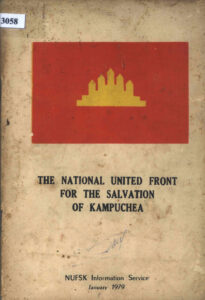 3058
THE NATIONAL UNITED FRONT
FOR THE SALVATION
OF KAMPUCHEA
NUFSK Information Service
January 1979